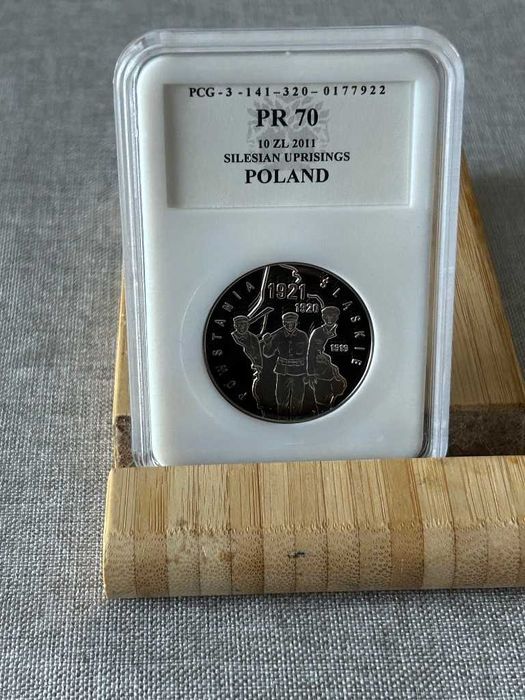 PCG-3-141-320-0177922
PR 70
10 ZL 2011
SILESIAN UPRISINGS
POLAND
POWSTANIA ŚLĄSKIE
1921
1920
1919